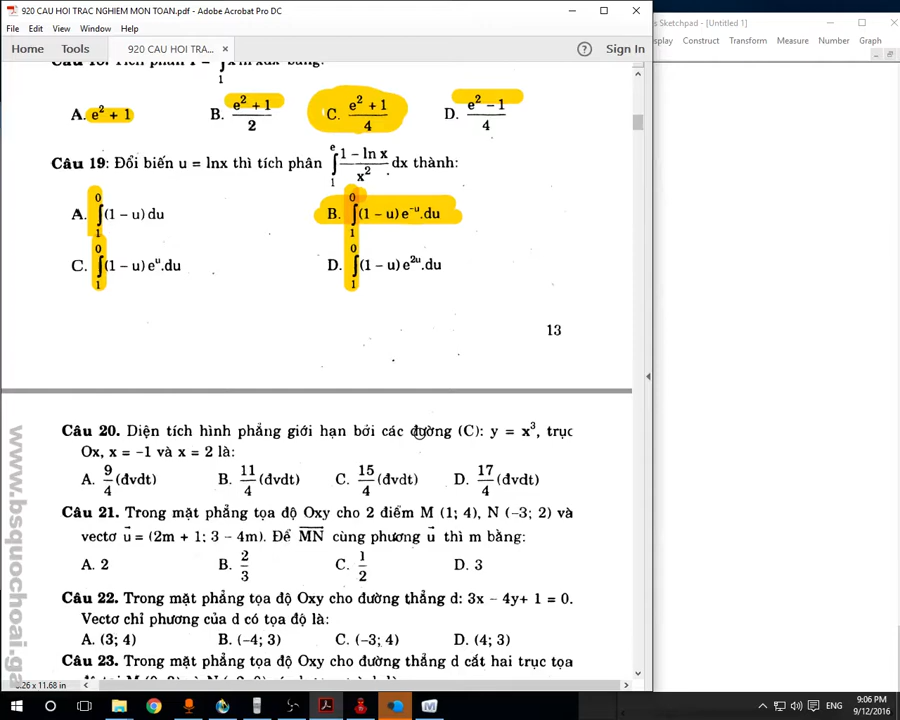 920 CAU HOI TRAC NGHIEM MON TOAN.pdf - Adobe Acrobat Pro DC
s Sketchpad - [Untitled 1]
File Edit View Window Help
splay Construct Transform Measure Number Graph
Home Tools 920 CAU HOI TRA... × ? Sign In
1
A. e² + 1 B. (e² + 1)/2 C. (e² + 1)/4 D. (e² − 1)/4
Câu 19: Đổi biến u = lnx thì tích phân ∫₁ᵉ (1 − ln x)/x² dx thành:
A. ∫₁⁰ (1 − u) du B. ∫₁⁰ (1 − u) e⁻ᵘ.du
C. ∫₁⁰ (1 − u) eᵘ.du D. ∫₁⁰ (1 − u) e²ᵘ.du
13
Câu 20. Diện tích hình phẳng giới hạn bởi các đường (C): y = x³, trục
Ox, x = -1 và x = 2 là:
A. 9/4 (đvdt) B. 11/4 (đvdt) C. 15/4 (đvdt) D. 17/4 (đvdt)
Câu 21. Trong mặt phẳng tọa độ Oxy cho 2 điểm M (1; 4), N (-3; 2) và
vectơ u⃗ = (2m + 1; 3 - 4m). Để MN cùng phương u⃗ thì m bằng:
A. 2 B. 2/3 C. 1/2 D. 3
Câu 22. Trong mặt phẳng tọa độ Oxy cho đường thẳng d: 3x - 4y+ 1 = 0.
Vectơ chỉ phương của d có tọa độ là:
A. (3; 4) B. (-4; 3) C. (-3; 4) D. (4; 3)
Câu 23. Trong mặt phẳng tọa độ Oxy cho đường thẳng d cắt hai trục tọa
www.bsquochoai.ga
8.26 x 11.68 in
ENG
9:06 PM
9/12/2016